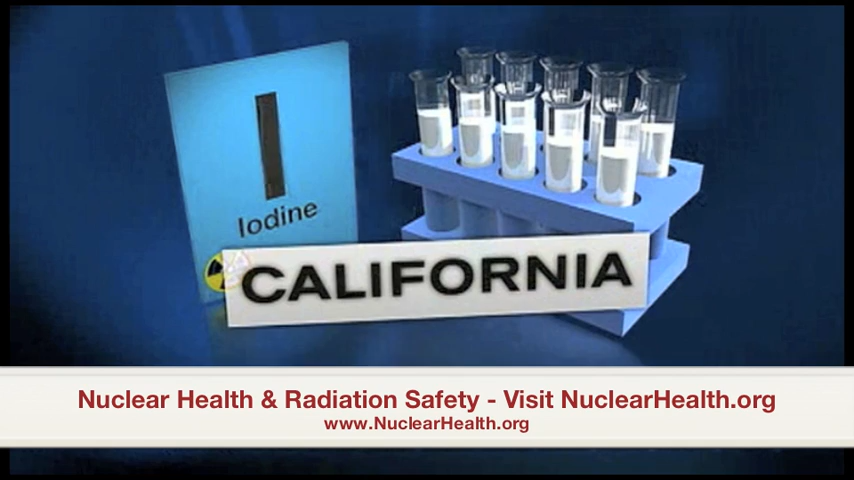 I
Iodine
CALIFORNIA
Nuclear Health & Radiation Safety - Visit NuclearHealth.org
www.NuclearHealth.org